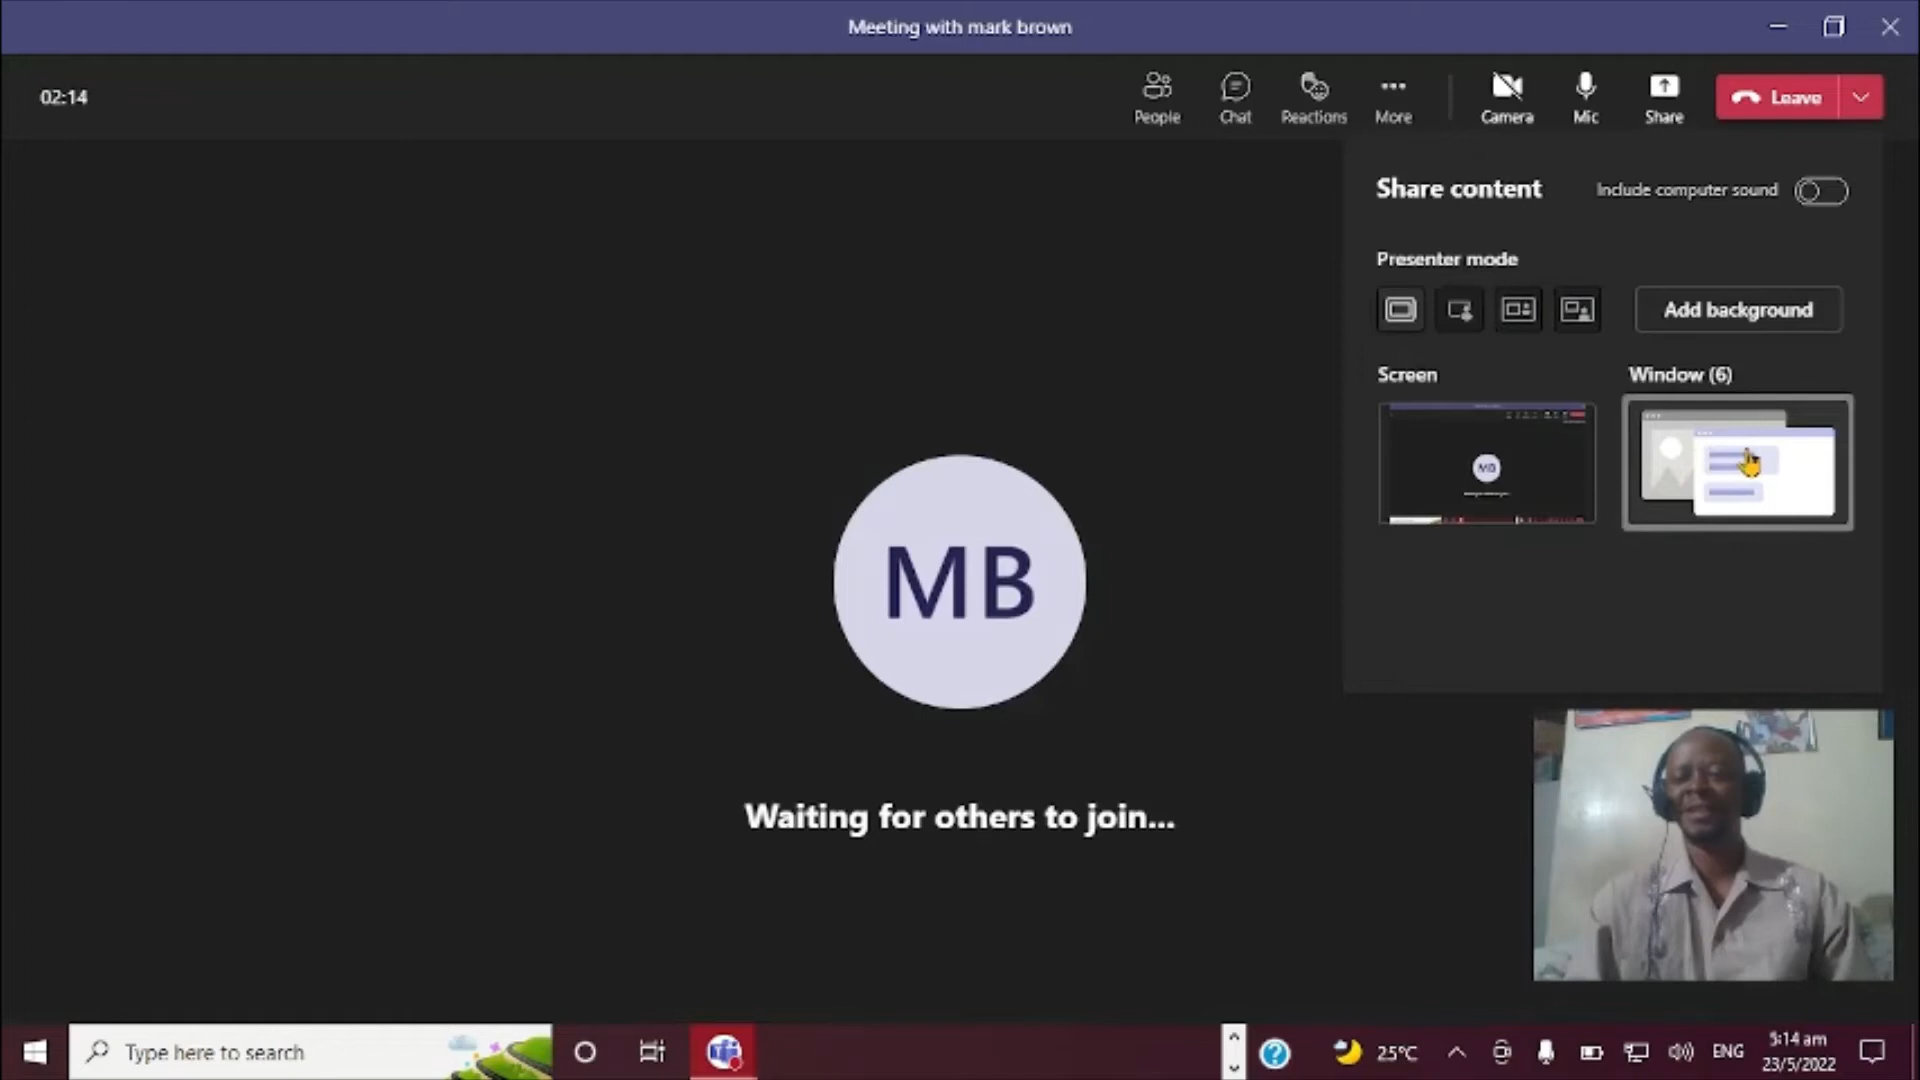 Meeting with mark brown
02:14
People
Chat
Reactions
More
Camera
Mic
Share
Leave
Share content
Include computer sound
Presenter mode
Add background
Screen
Window (6)
MB
MB
Waiting for others to join...
Type here to search
25°C
ENG
5:14 am
23/5/2022